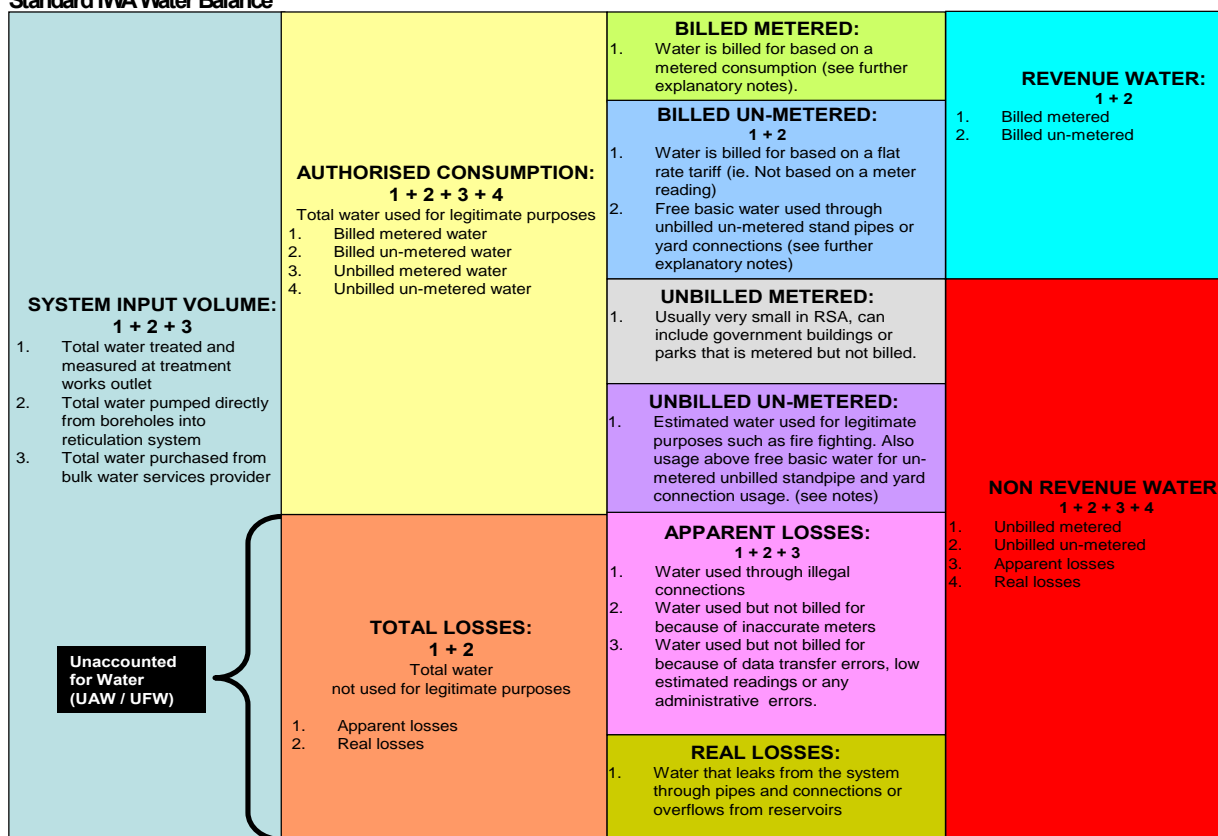 Standard IWA Water Balance
SYSTEM INPUT VOLUME:
1 + 2 + 3
1. Total water treated and
measured at treatment
works outlet
2. Total water pumped directly
from boreholes into
reticulation system
3. Total water purchased from
bulk water services provider
Unaccounted
for Water
(UAW / UFW)
AUTHORISED CONSUMPTION:
1 + 2 + 3 + 4
Total water used for legitimate purposes
1. Billed metered water
2. Billed un-metered water
3. Unbilled metered water
4. Unbilled un-metered water
TOTAL LOSSES:
1 + 2
Total water
not used for legitimate purposes
1. Apparent losses
2. Real losses
BILLED METERED:
1. Water is billed for based on a
metered consumption (see further
explanatory notes).
BILLED UN-METERED:
1 + 2
1. Water is billed for based on a flat
rate tariff (ie. Not based on a meter
reading)
2. Free basic water used through
unbilled un-metered stand pipes or
yard connections (see further
explanatory notes)
UNBILLED METERED:
1. Usually very small in RSA, can
include government buildings or
parks that is metered but not billed.
UNBILLED UN-METERED:
1. Estimated water used for legitimate
purposes such as fire fighting. Also
usage above free basic water for un-
metered unbilled standpipe and yard
connection usage. (see notes)
APPARENT LOSSES:
1 + 2 + 3
1. Water used through illegal
connections
2. Water used but not billed for
because of inaccurate meters
3. Water used but not billed for
because of data transfer errors, low
estimated readings or any
administrative errors.
REAL LOSSES:
1. Water that leaks from the system
through pipes and connections or
overflows from reservoirs
REVENUE WATER:
1 + 2
1. Billed metered
2. Billed un-metered
NON REVENUE WATER
1 + 2 + 3 + 4
1. Unbilled metered
2. Unbilled un-metered
3. Apparent losses
4. Real losses